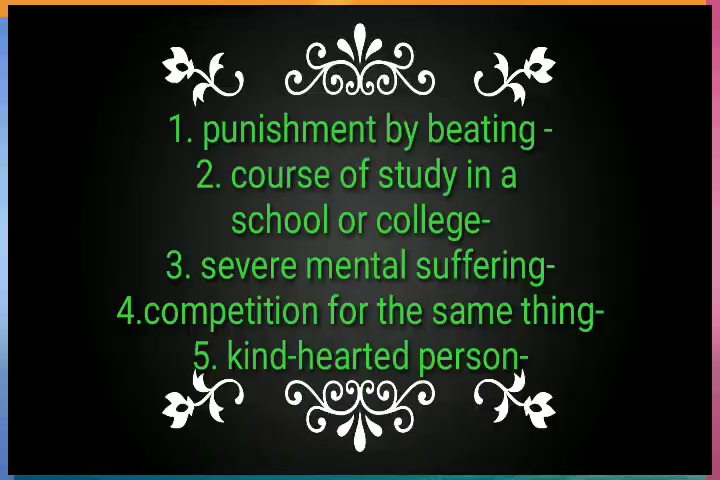 1. punishment by beating -
2. course of study in a
school or college-
3. severe mental suffering-
4.competition for the same thing-
5. kind-hearted person-